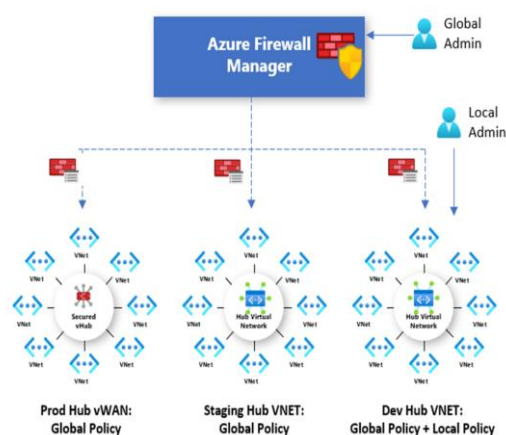 Azure Firewall
Manager
Global
Admin
Local
Admin
VNet
VNet
VNet
VNet
VNet
VNet
VNet
VNet
Secured
vHub
VNet
VNet
VNet
VNet
VNet
VNet
VNet
VNet
Hub Virtual
Network
VNet
VNet
VNet
VNet
VNet
VNet
VNet
VNet
Hub Virtual
Network
Prod Hub vWAN:
Global Policy
Staging Hub VNET:
Global Policy
Dev Hub VNET:
Global Policy + Local Policy